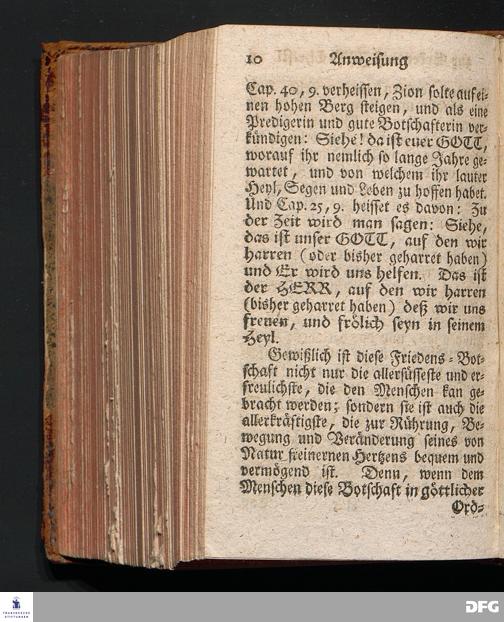 10 Anweisung
Cap. 40, 9. verheissen, Zion solte auf ei-
nen hohen Berg steigen, und als eine
Predigerin und gute Botschafterin ver-
kündigen: Siehe! da ist euer GOTT,
worauf ihr nemlich so lange Jahre ge-
wartet, und von welchem ihr lauter
Heyl, Segen und Leben zu hoffen habet.
Und Cap. 25, 9. heisset es davon: Zu
der Zeit wird man sagen: Siehe,
das ist unser GOTT, auf den wir
harren (oder bisher geharret haben)
und Er wird uns helfen. Das ist
der HERR, auf den wir harren
(bisher geharret haben) deß wir uns
freuen, und frölich seyn in seinem
Heyl.
Gewißlich ist diese Friedens-Bot-
schaft nicht nur die allersüsseste und er-
freulichste, die den Menschen kan ge-
bracht werden; sondern sie ist auch die
allerkräftigste, die zur Rührung, Be-
wegung und Veränderung seines von
Natur steinernen Hertzens bequem und
vermögend ist. Denn, wenn dem
Menschen diese Botschaft in göttlicher
Ord-
FRANCKESCHE
STIFTUNGEN
DFG